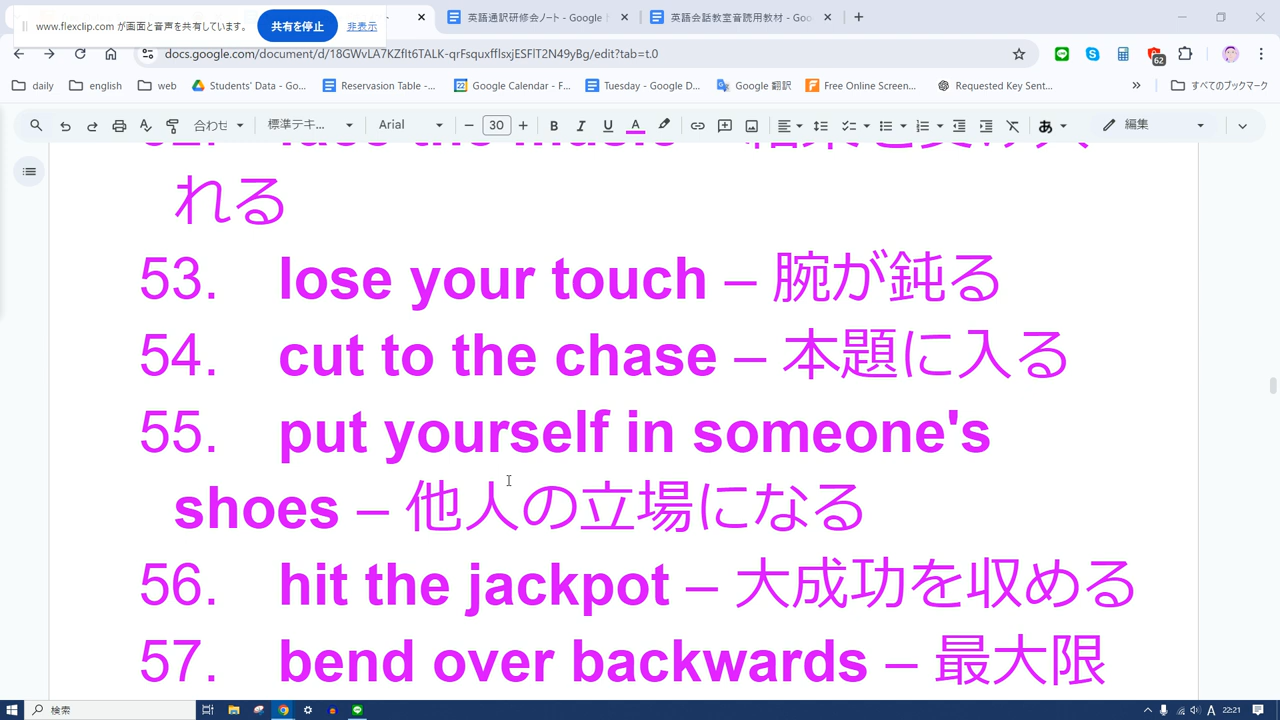 www.flexclip.com が画面と音声を共有しています。 共有を停止 非表示
英語通訳研修会ノート - Google
英語会話教室音読用教材 - Goo
docs.google.com/document/d/18GWvLA7KZflt6TALK-qrFsquxfflsxjESFlT2N49yBg/edit?tab=t.0
62
daily english web Students' Data - Go... Reservasion Table -... Google Calendar - F... Tuesday - Google D... Google 翻訳 Free Online Screen... Requested Key Sent... » すべてのブックマーク
合わせ 標準テキ... Arial − 30 + B I U A あ 編集
れる
53. lose your touch – 腕が鈍る
54. cut to the chase – 本題に入る
55. put yourself in someone's
shoes – 他人の立場になる
56. hit the jackpot – 大成功を収める
57. bend over backwards – 最大限
検索 A 22:21